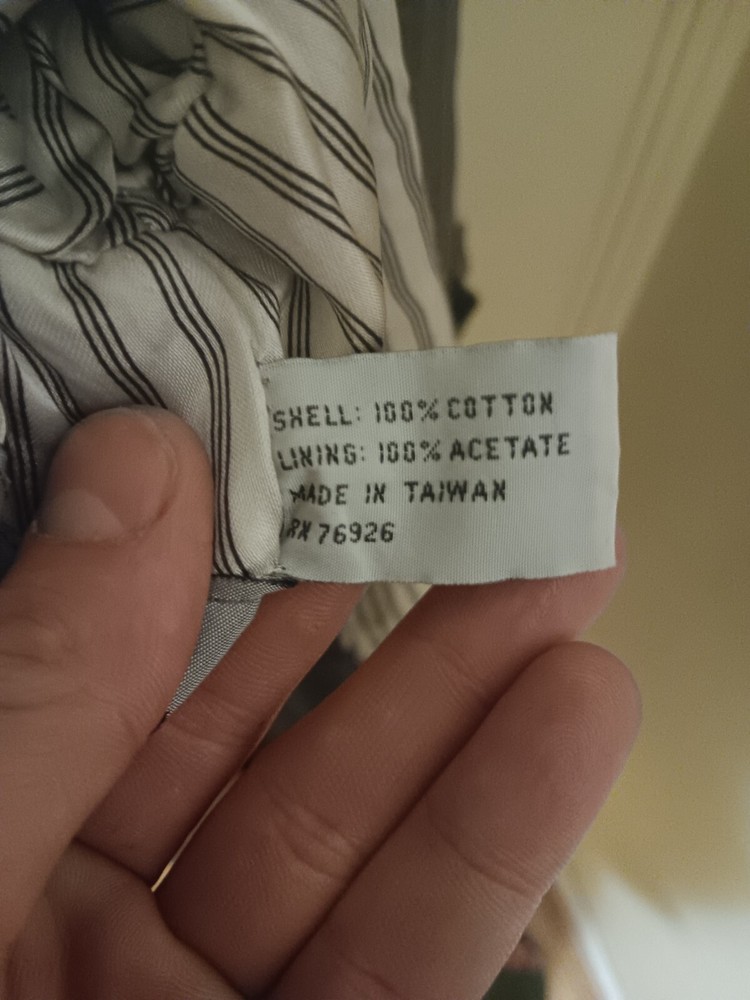 SHELL: 100% COTTON
LINING: 100% ACETATE
MADE IN TAIWAN
RN 76926